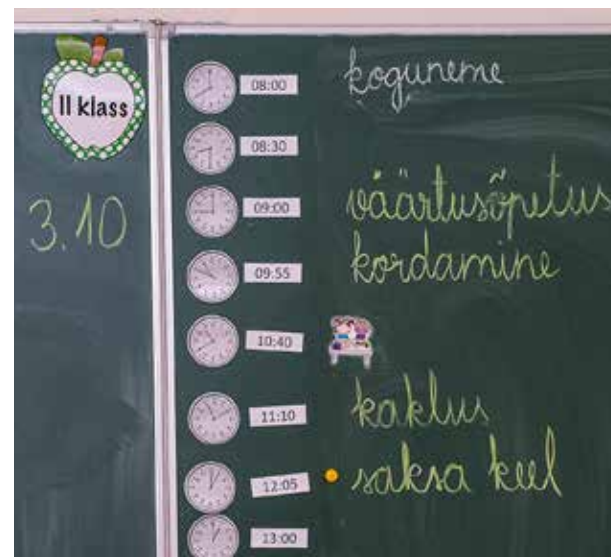 II klass
3.10
08:00 koguneme
08:30
09:00 väärtusõpetus
09:55 kordamine
10:40
11:10 kaklus
12:05 saksa keel
13:00